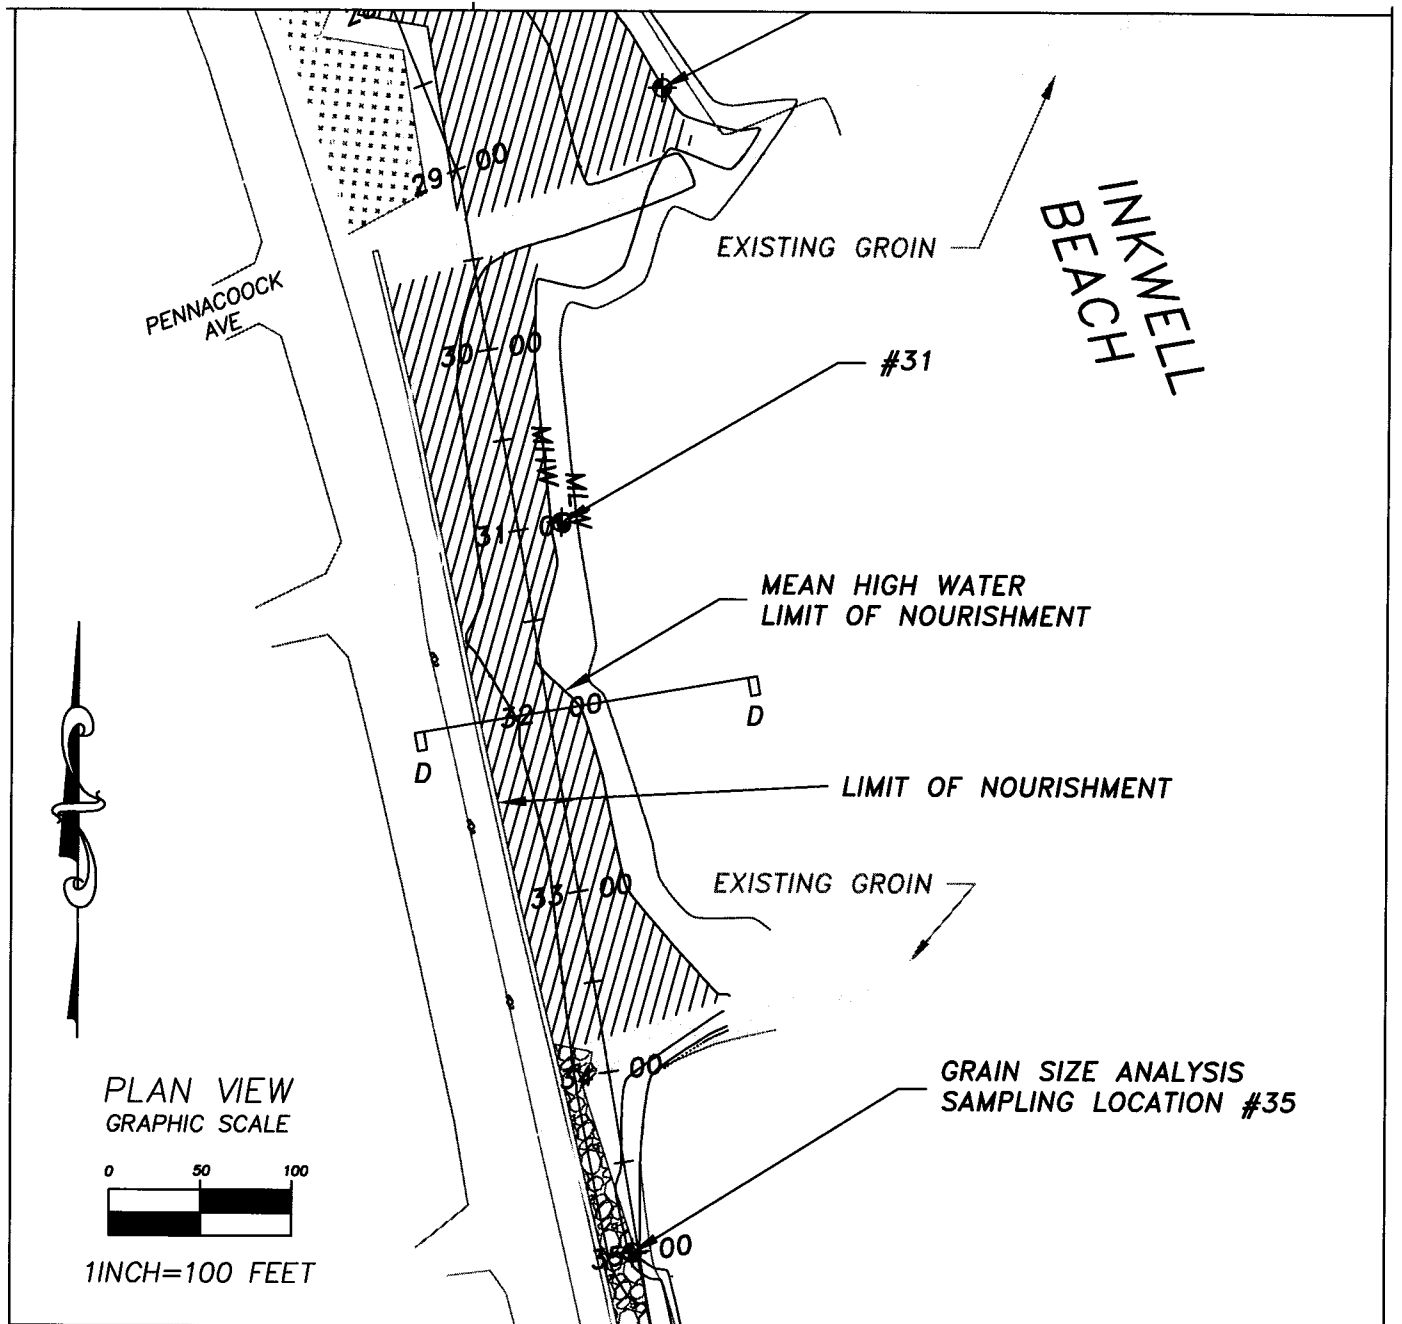 29+00
EXISTING GROIN
INKWELL
BEACH
PENNACOOCK
AVE
30+00
#31
MHW
MLW
31
MEAN HIGH WATER
LIMIT OF NOURISHMENT
32 00
D
D
LIMIT OF NOURISHMENT
EXISTING GROIN
33+00
34+00
GRAIN SIZE ANALYSIS
SAMPLING LOCATION #35
PLAN VIEW
GRAPHIC SCALE
0 50 100
35 00
1INCH=100 FEET